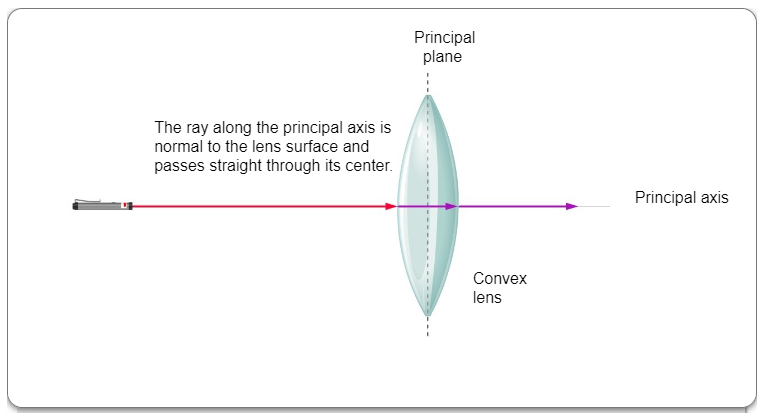 Principal
plane
The ray along the principal axis is
normal to the lens surface and
passes straight through its center.
Principal axis
Convex
lens